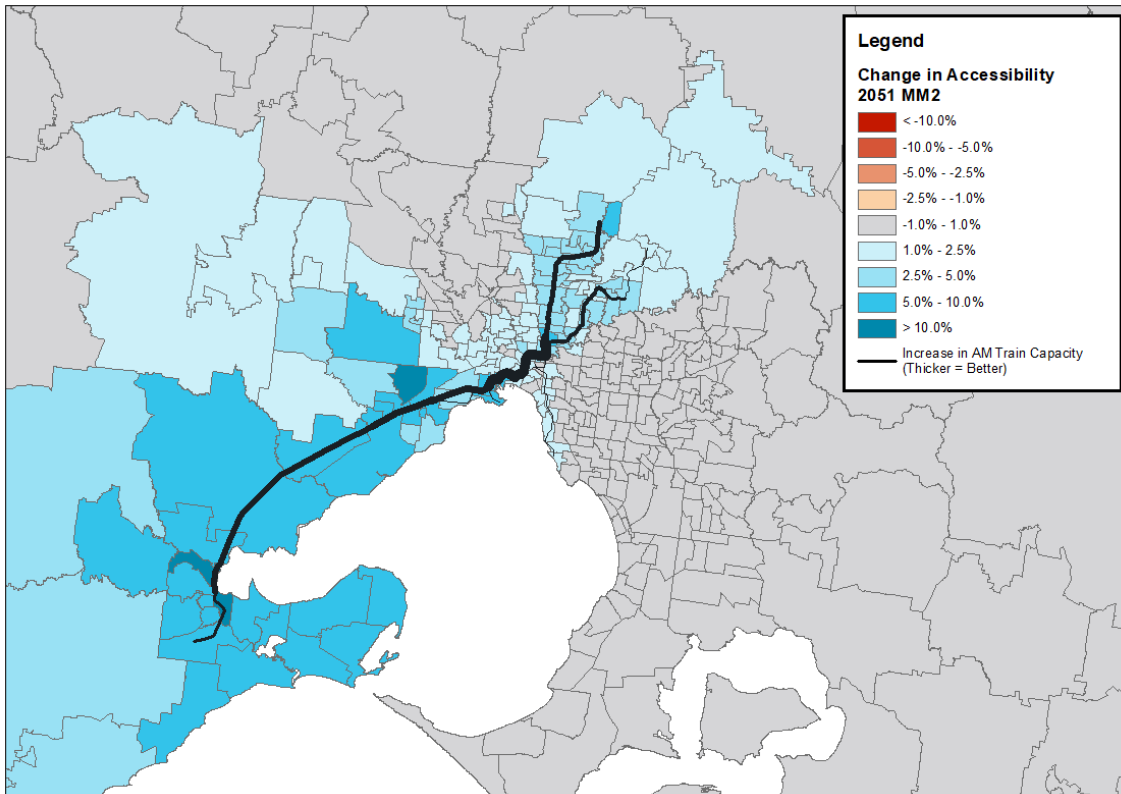 Legend
Change in Accessibility
2051 MM2
< -10.0%
-10.0% - -5.0%
-5.0% - -2.5%
-2.5% - -1.0%
-1.0% - 1.0%
1.0% - 2.5%
2.5% - 5.0%
5.0% - 10.0%
> 10.0%
Increase in AM Train Capacity
(Thicker = Better)